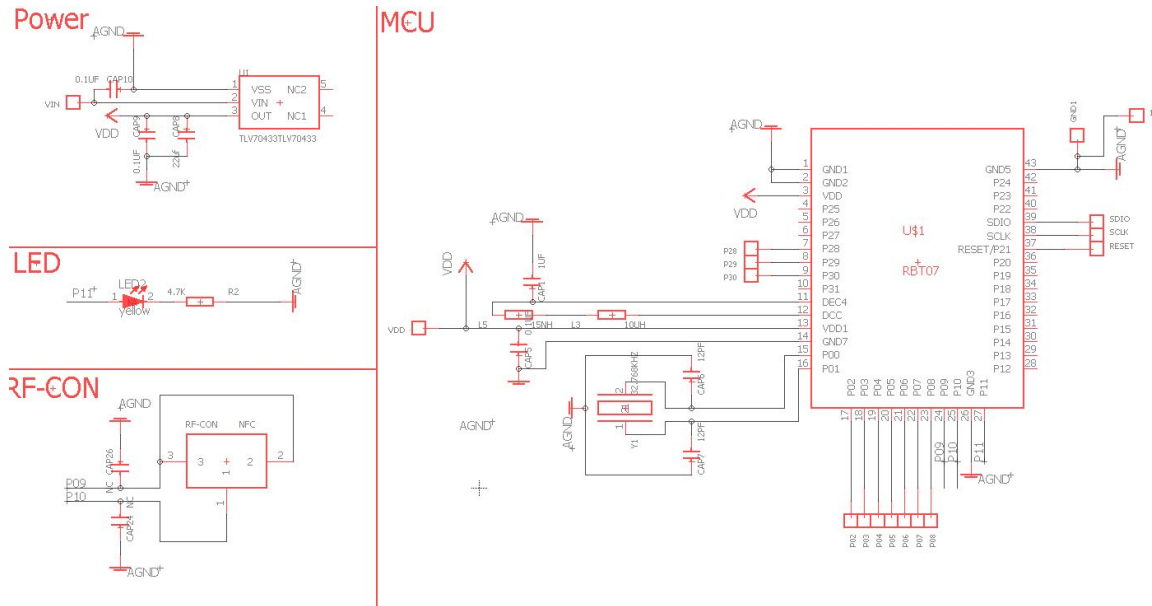 Power
AGND
0.1UF CAP10
VIN
VDD
U1
1 VSS NC2 5
2 VIN
3 OUT NC1 4
TLV70433TLV70433
CAP9
0.1UF
CAP8
22uf
AGND
LED
P11
LED2
1 2
yellow
4.7K R2
AGND
RF-CON
AGND
RF-CON NFC
3 3 2 2
1
1
CAP26
NC
P09
P10
NC
CAP24
AGND
MCU
AGND
VDD
AGND
1UF
CAP1
VDD
VDD
L5 15NH L3 10UH
0.1UF
CAP5
P28
P29
P30
AGND
AGND
32.768KHZ
2
1
Y1
12PF
CAP6
12PF
CAP7
U$1
RBT07
1 GND1
2 GND2
3 VDD
4 P25
5 P26
6 P27
7 P28
8 P29
9 P30
10 P31
11 DEC4
12 DCC
13 VDD1
14 GND7
15 P00
16 P01
GND5 43
P24 42
P23 41
P22 40
SDIO 39
SCLK 38
RESET/P21 37
P20 36
P19 35
P18 34
P17 33
P16 32
P15 31
P14 30
P13 29
P12 28
P02 P03 P04 P05 P06 P07 P08 P09 P10 GND3 P11
17 18 19 20 21 22 23 24 25 26 27
P09 P10 P11
AGND
P02 P03 P04 P05 P06 P07 P08
GND1
AGND
SDIO
SCLK
RESET